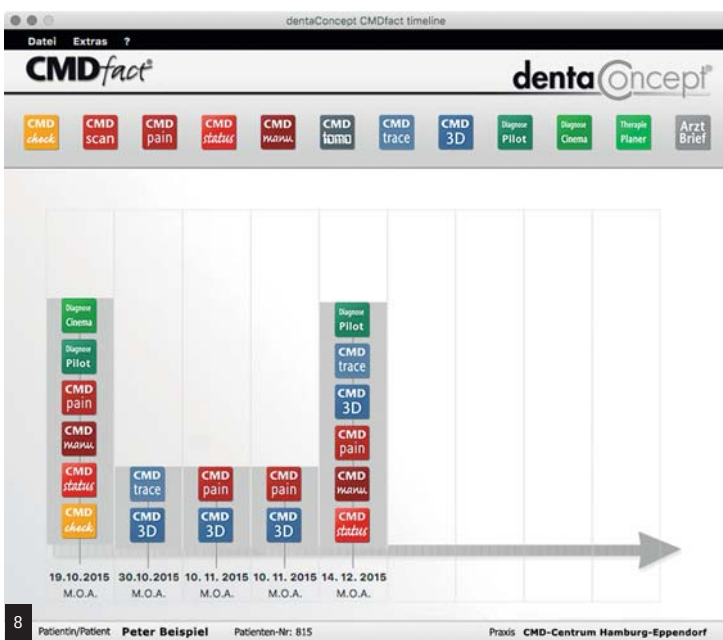 dentaConcept CMDfact timeline
Datei Extras ?
CMDfact®
dentaConcept®
CMD check
CMD scan
CMD pain
CMD status
CMD manu
CMD tomo
CMD trace
CMD 3D
Diagnose Pilot
Diagnose Cinema
Therapie Planer
Arzt Brief
Diagnose Cinema
Diagnose Pilot
CMD pain
CMD manu
CMD status
CMD check
CMD trace
CMD 3D
CMD pain
CMD 3D
CMD pain
CMD 3D
Diagnose Pilot
CMD trace
CMD 3D
CMD pain
CMD manu
CMD status
19.10.2015 30.10.2015 10. 11. 2015 10. 11. 2015 14. 12. 2015
M.O.A. M.O.A. M.O.A. M.O.A. M.O.A.
8
Patientin/Patient Peter Beispiel Patienten-Nr: 815 Praxis CMD-Centrum Hamburg-Eppendorf